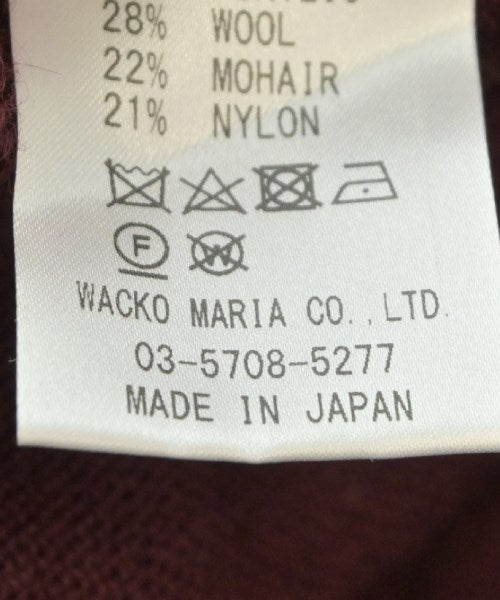 28% WOOL
22% MOHAIR
21% NYLON
F
W
WACKO MARIA CO.,LTD.
03-5708-5277
MADE IN JAPAN